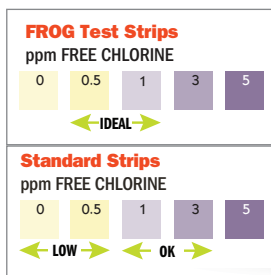 FROG Test Strips
ppm FREE CHLORINE
0 0.5 1 3 5
IDEAL
Standard Strips
ppm FREE CHLORINE
0 0.5 1 3 5
LOW OK